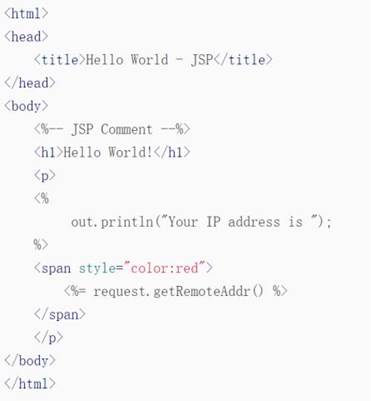 <html>
<head>
    <title>Hello World - JSP</title>
</head>
<body>
    <%-- JSP Comment --%>
    <h1>Hello World!</h1>
    <p>
    <%
         out.println("Your IP address is ");
    %>
    <span style="color:red">
        <%= request.getRemoteAddr() %>
    </span>
    </p>
</body>
</html>